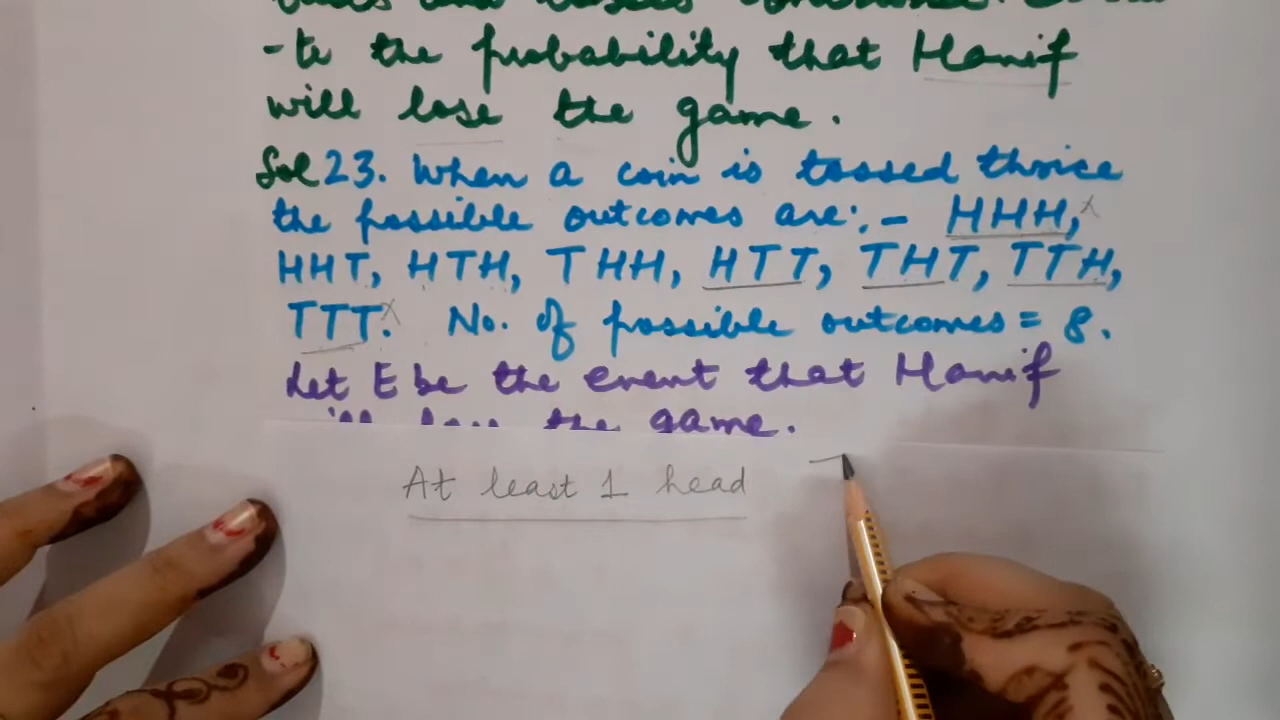 -te the probability that Hanif
will lose the game.
Sol 23. When a coin is tossed thrice
the possible outcomes are:- HHH,
HHT, HTH, THH, HTT, THT, TTH,
TTT. No. of possible outcomes = 8.
Let E be the event that Hanif
the game.
At least 1 head